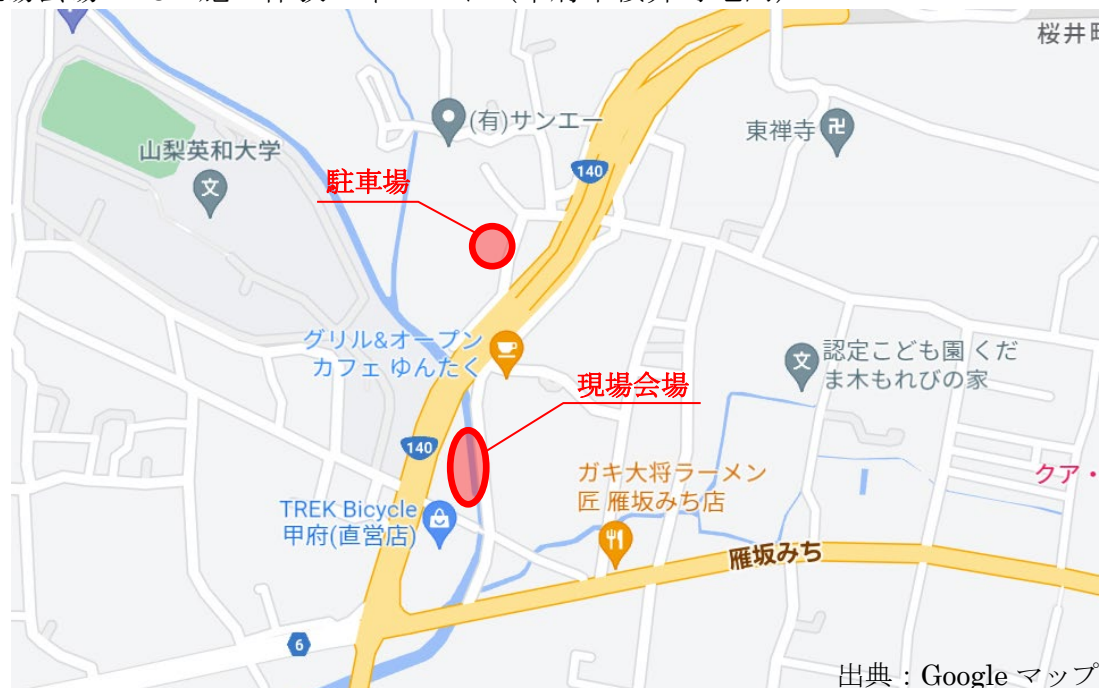 桜井町
(有)サンエー
東禅寺
山梨英和大学
140
駐車場
グリル&オープン
カフェ ゆんたく
認定こども園 くだ
ま木もれびの家
現場会場
140
ガキ大将ラーメン
匠 雁坂みち店
クア・
TREK Bicycle
甲府(直営店)
雁坂みち
6
出典：Google マップ